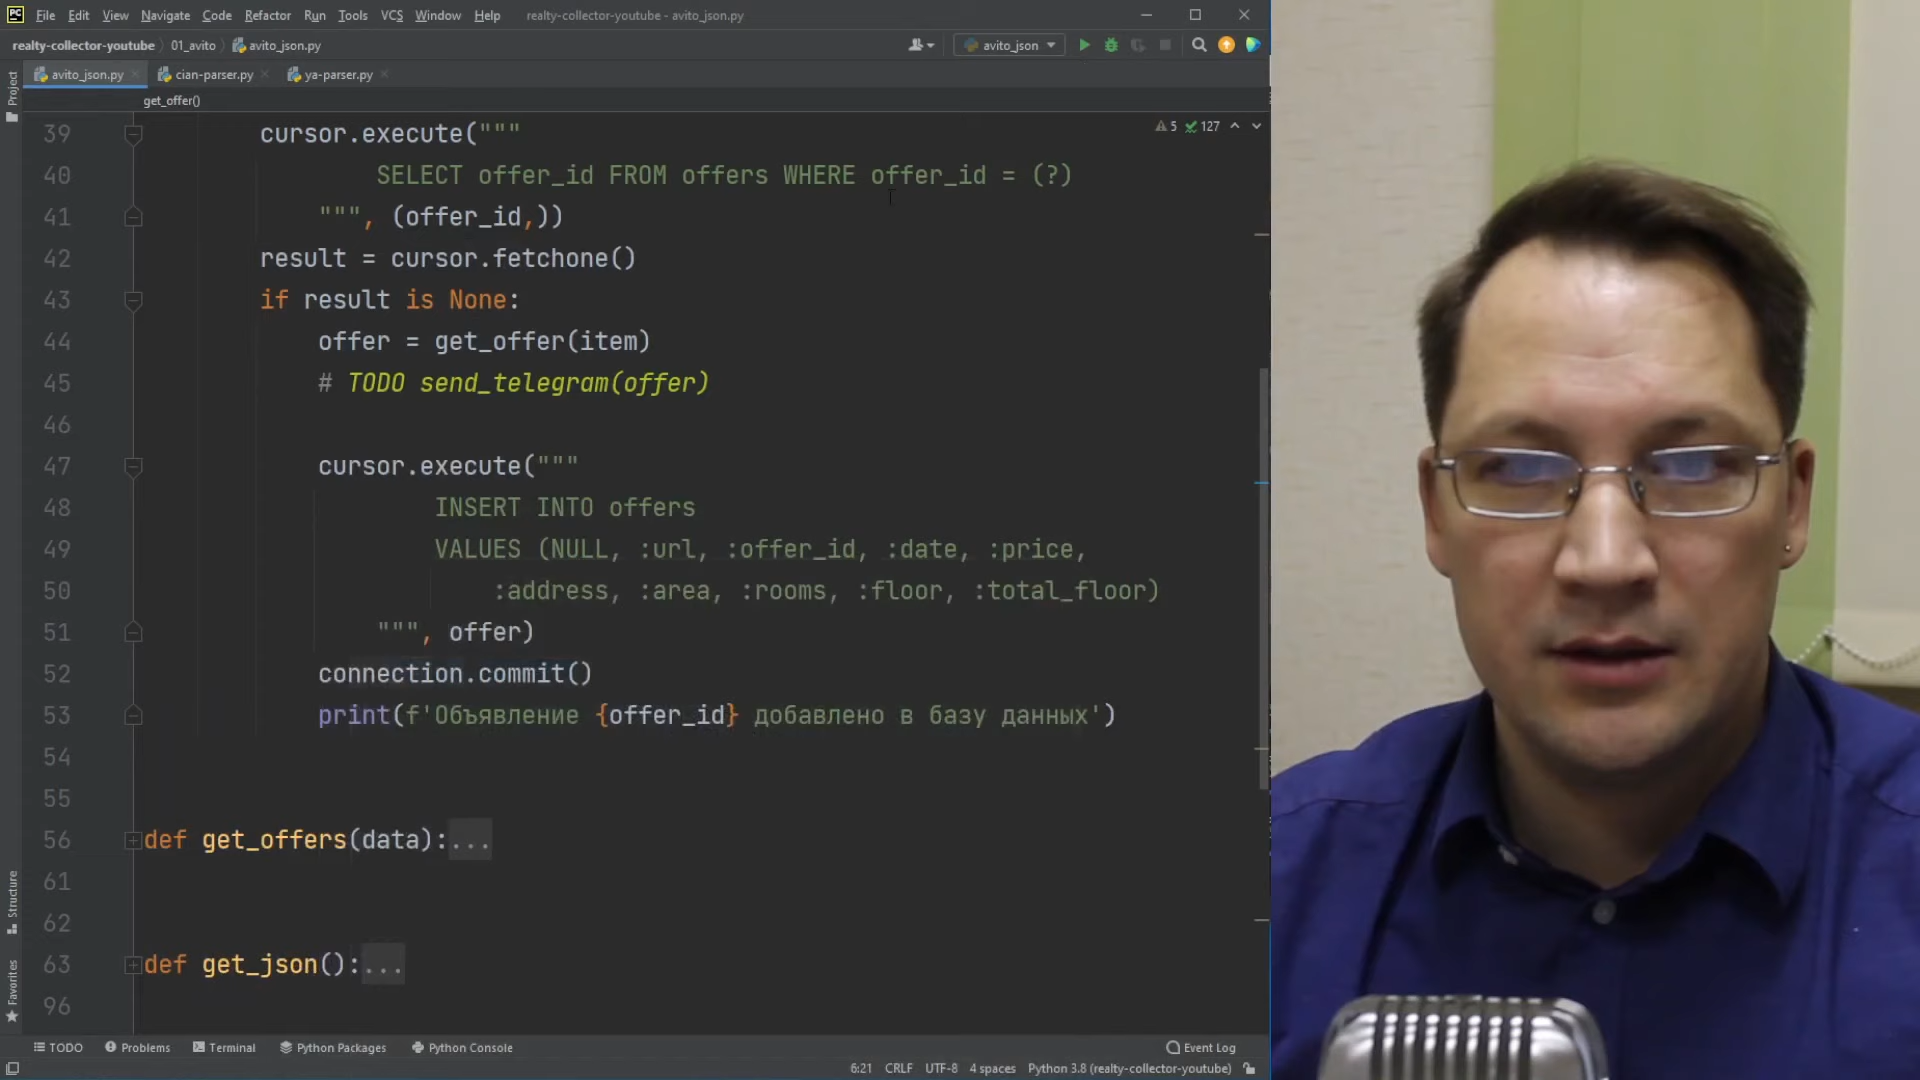 PC File Edit View Navigate Code Refactor Run Tools VCS Window Help realty-collector-youtube - avito_json.py
realty-collector-youtube 01_avito avito_json.py avito_json
avito_json.py cian-parser.py ya-parser.py
Project
get_offer()
5 127
39 cursor.execute("""
40 SELECT offer_id FROM offers WHERE offer_id = (?)
41 """, (offer_id,))
42 result = cursor.fetchone()
43 if result is None:
44 offer = get_offer(item)
45 # TODO send_telegram(offer)
46
47 cursor.execute("""
48 INSERT INTO offers
49 VALUES (NULL, :url, :offer_id, :date, :price,
50 :address, :area, :rooms, :floor, :total_floor)
51 """, offer)
52 connection.commit()
53 print(f'Объявление {offer_id} добавлено в базу данных')
54
55
56 def get_offers(data):...
61
62
63 def get_json():...
96
Structure
Favorites
TODO Problems Terminal Python Packages Python Console Event Log
6:21 CRLF UTF-8 4 spaces Python 3.8 (realty-collector-youtube)